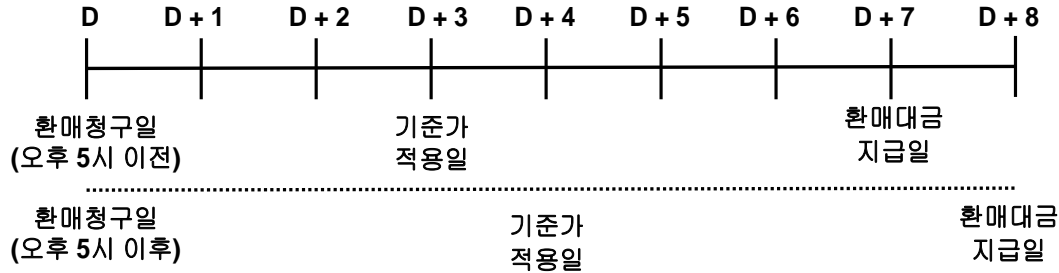 D D + 1 D + 2 D + 3 D + 4 D + 5 D + 6 D + 7 D + 8
환매청구일
(오후 5시 이전)
기준가
적용일
환매대금
지급일
환매청구일
(오후 5시 이후)
기준가
적용일
환매대금
지급일